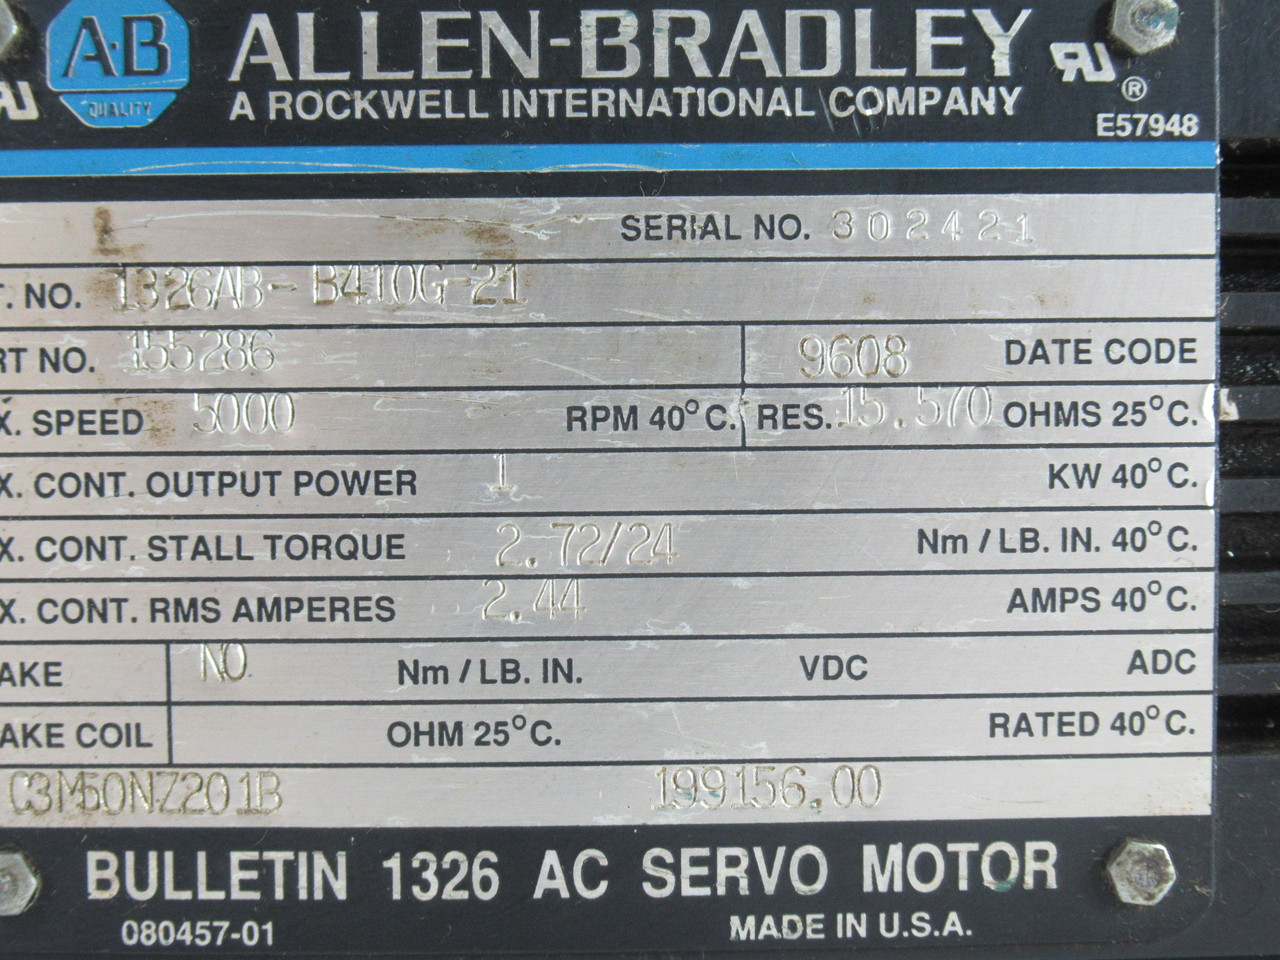 A·B ALLEN-BRADLEY
QUALITY
A ROCKWELL INTERNATIONAL COMPANY
®
E57948
L SERIAL NO. 302421
T. NO. 1326AB-B410G-21
RT NO. 155286 9608 DATE CODE
X. SPEED 5000 RPM 40°C. RES. 15.570 OHMS 25°C.
X. CONT. OUTPUT POWER 1 KW 40°C.
X. CONT. STALL TORQUE 2.72/24 Nm / LB. IN. 40°C.
X. CONT. RMS AMPERES 2.44 AMPS 40°C.
AKE NO Nm / LB. IN. VDC ADC
AKE COIL OHM 25°C. RATED 40°C.
199156.00
BULLETIN 1326 AC SERVO MOTOR
080457-01 MADE IN U.S.A.